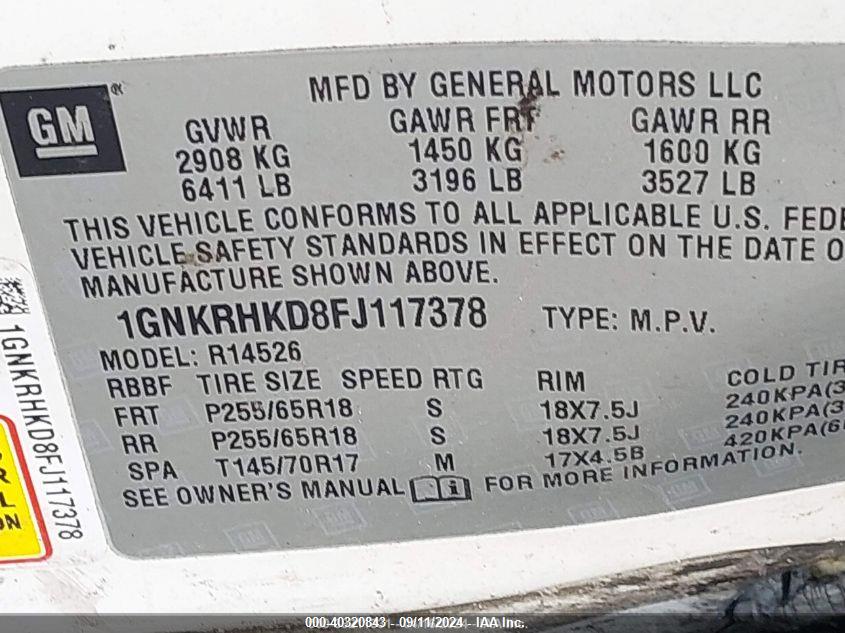 MFD BY GENERAL MOTORS LLC
GM ®
GVWR GAWR FRT GAWR RR
2908 KG 1450 KG 1600 KG
6411 LB 3196 LB 3527 LB
THIS VEHICLE CONFORMS TO ALL APPLICABLE U.S. FEDE
VEHICLE SAFETY STANDARDS IN EFFECT ON THE DATE O
MANUFACTURE SHOWN ABOVE.
1GNKRHKD8FJ117378 TYPE: M.P.V.
MODEL: R14526
RBBF TIRE SIZE SPEED RTG RIM COLD TIR
FRT P255/65R18 S 18X7.5J 240KPA(3
RR P255/65R18 S 18X7.5J 240KPA(3
SPA T145/70R17 M 17X4.5B 420KPA(6
SEE OWNER'S MANUAL i FOR MORE INFORMATION.
1GNKRHKD8FJ117378
R
L
ON
000-40320843 - 09/11/2024 - IAA Inc.